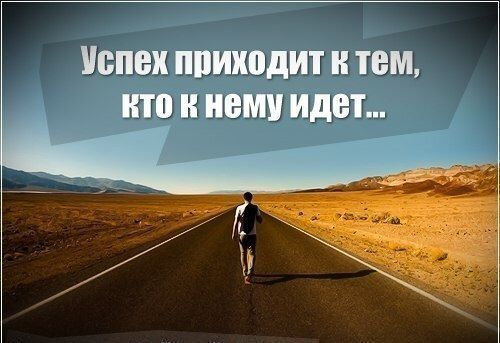 Успех приходит к тем,
кто к нему идет...